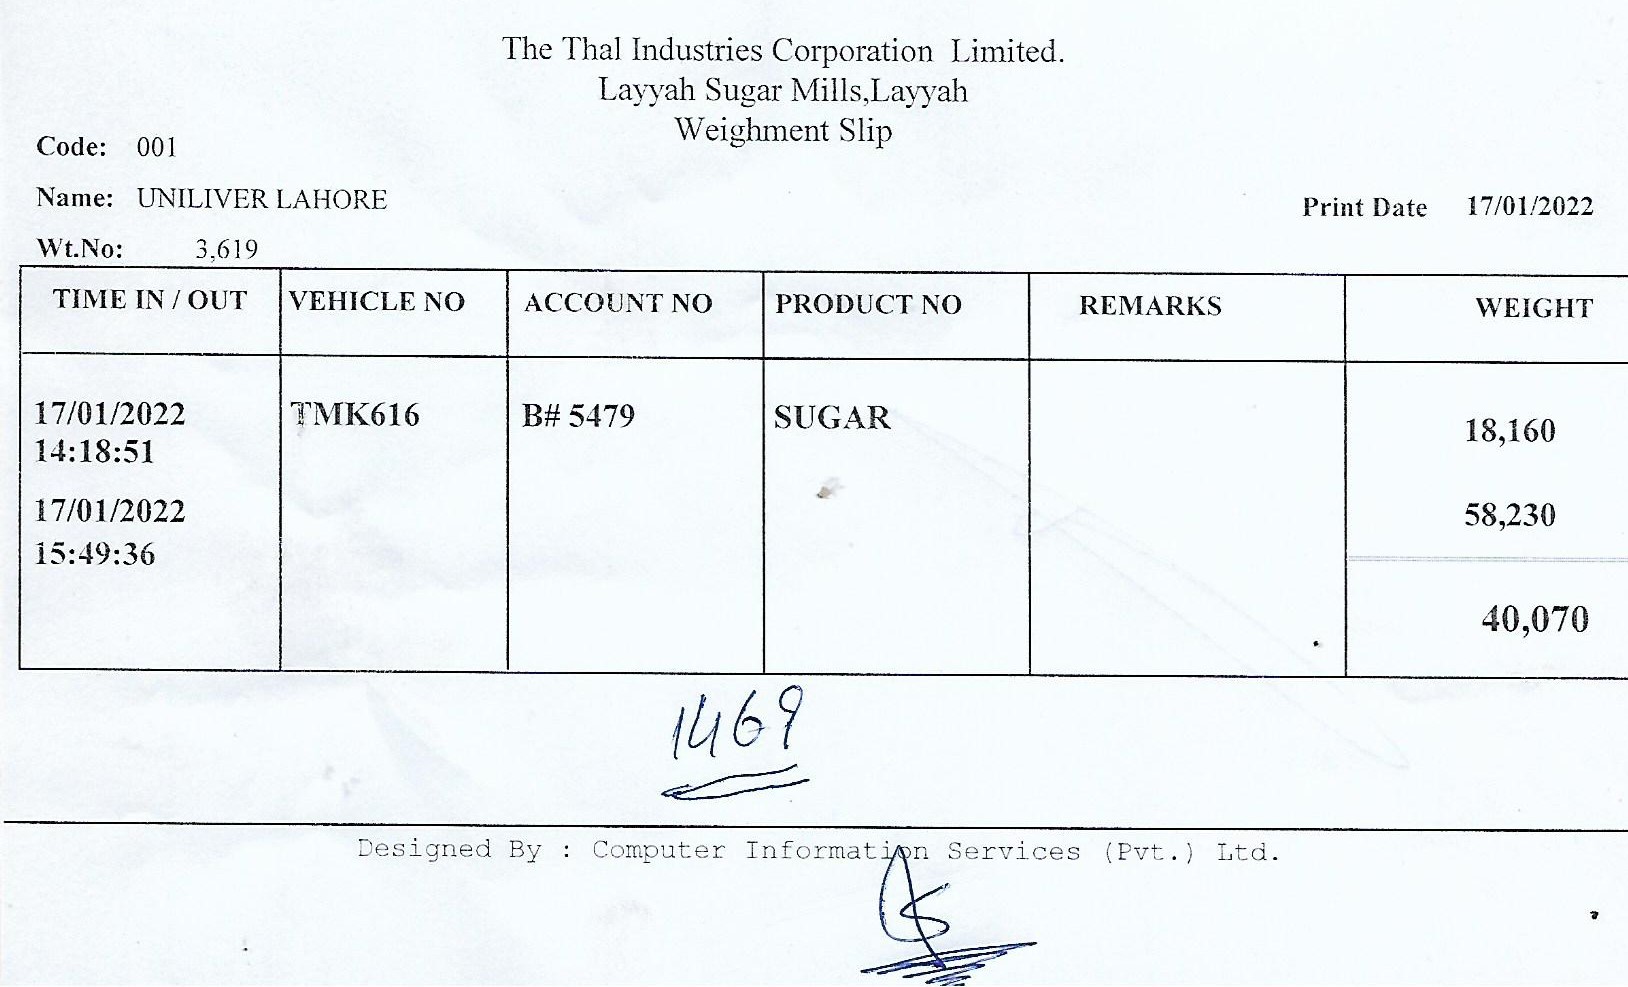 The Thal Industries Corporation Limited.
Layyah Sugar Mills,Layyah
Weighment Slip
Code: 001
Name: UNILIVER LAHORE
Print Date 17/01/2022
Wt.No: 3,619
TIME IN / OUT VEHICLE NO ACCOUNT NO PRODUCT NO REMARKS WEIGHT
17/01/2022 TMK616 B# 5479 SUGAR 18,160
14:18:51
17/01/2022 58,230
15:49:36
40,070
1469
Designed By : Computer Information Services (Pvt.) Ltd.